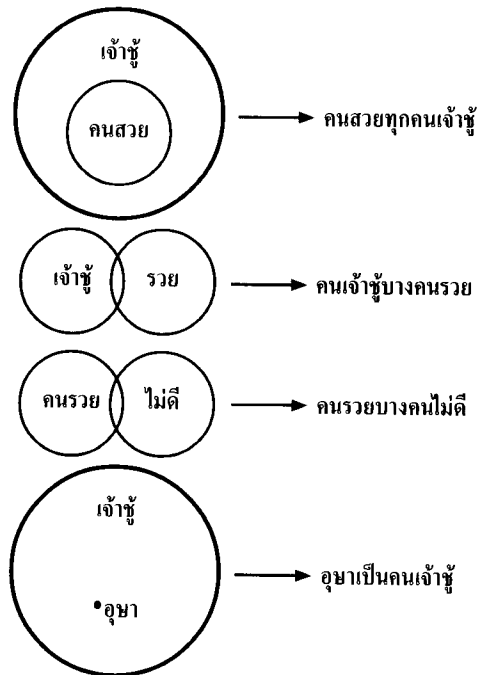 เจ้าชู้
คนสวย
คนสวยทุกคนเจ้าชู้
เจ้าชู้
รวย
คนเจ้าชู้บางคนรวย
คนรวย
ไม่ดี
คนรวยบางคนไม่ดี
เจ้าชู้
อุษา
อุษาเป็นคนเจ้าชู้